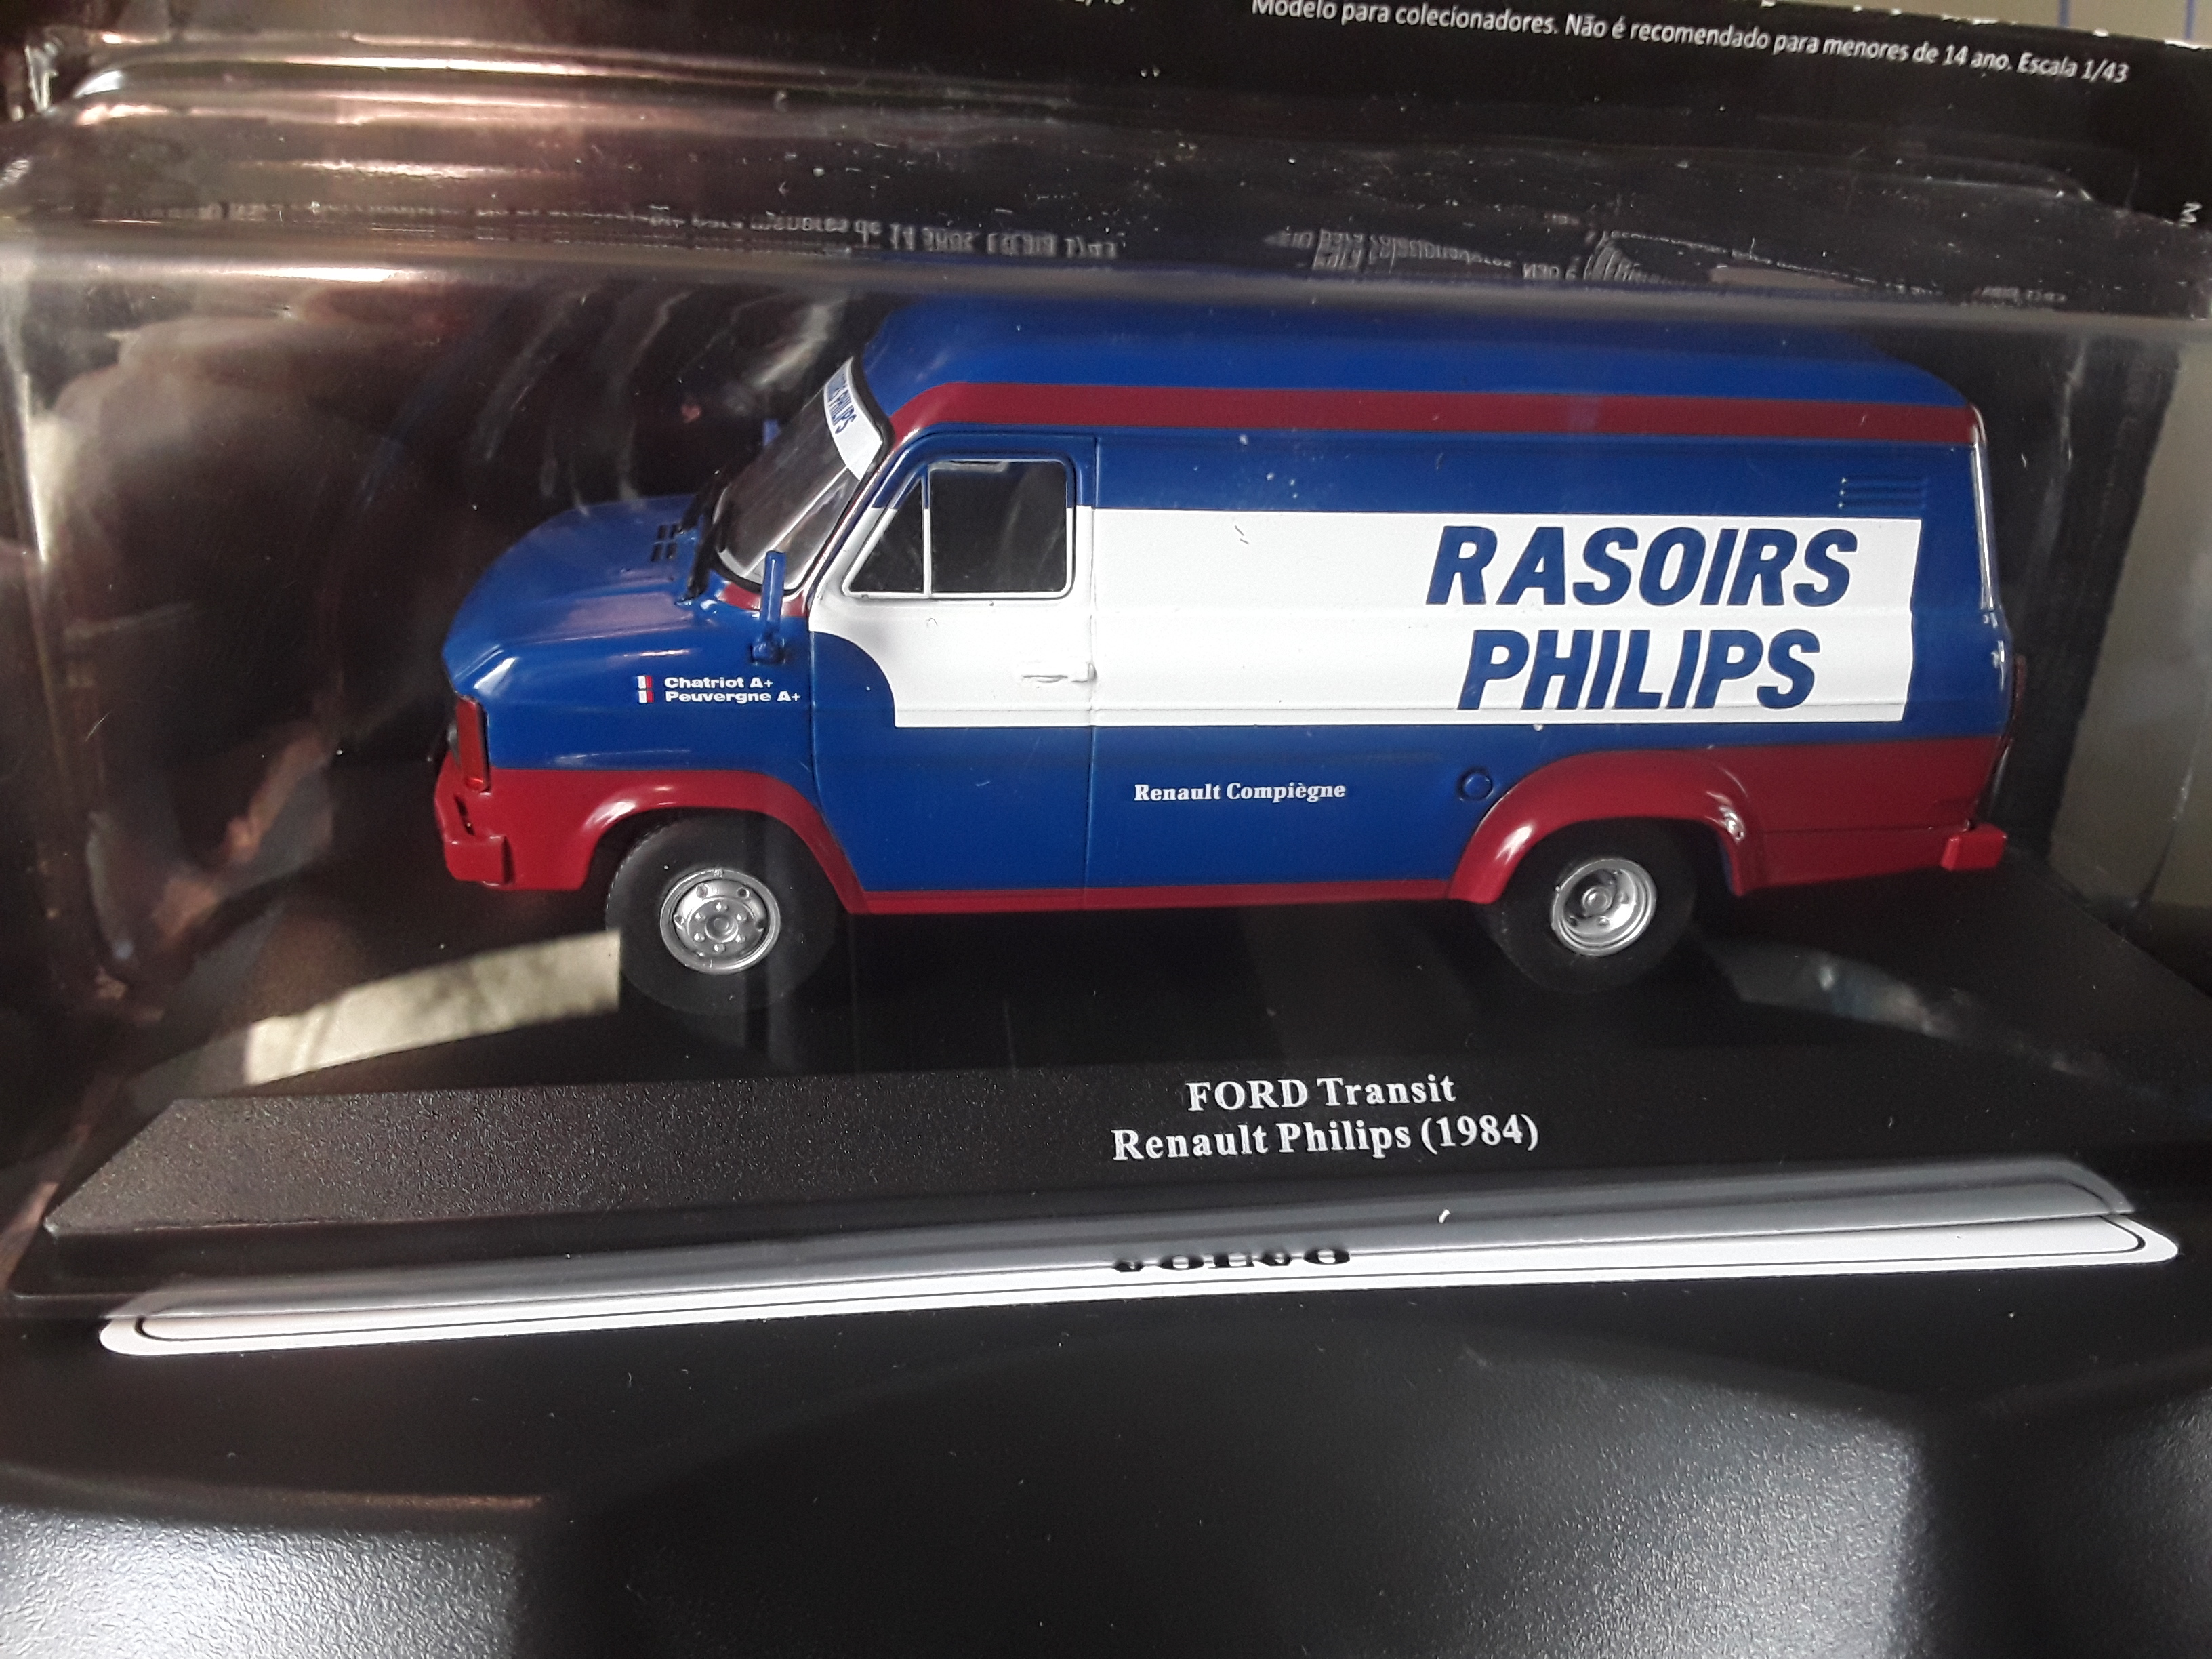 Modelo para colecionadores. Não é recomendado para menores de 14 ano. Escala 1/43
PHILIPS
RASOIRS
PHILIPS
Chatriot A+
Peuvergne A+
Renault Compiègne
FORD Transit
Renault Philips (1984)